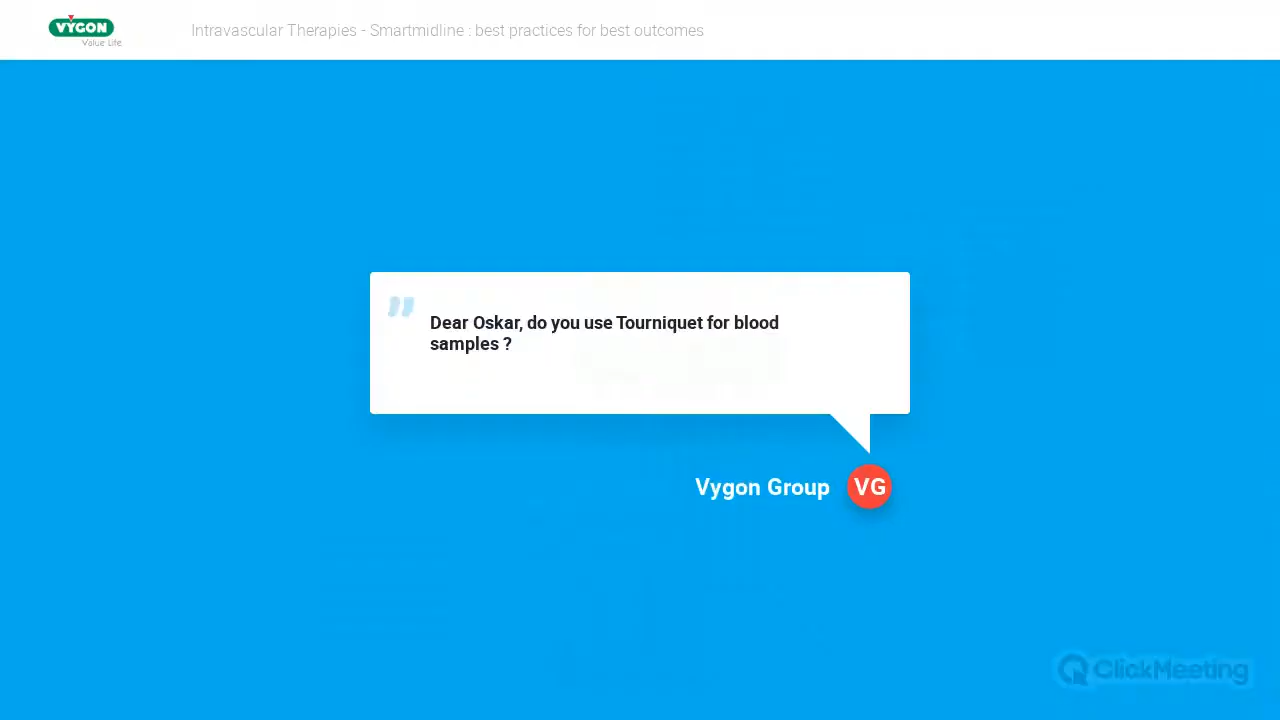 VYGON
Value Life
Intravascular Therapies - Smartmidline : best practices for best outcomes
Dear Oskar, do you use Tourniquet for blood
samples ?
Vygon Group
VG
ClickMeeting